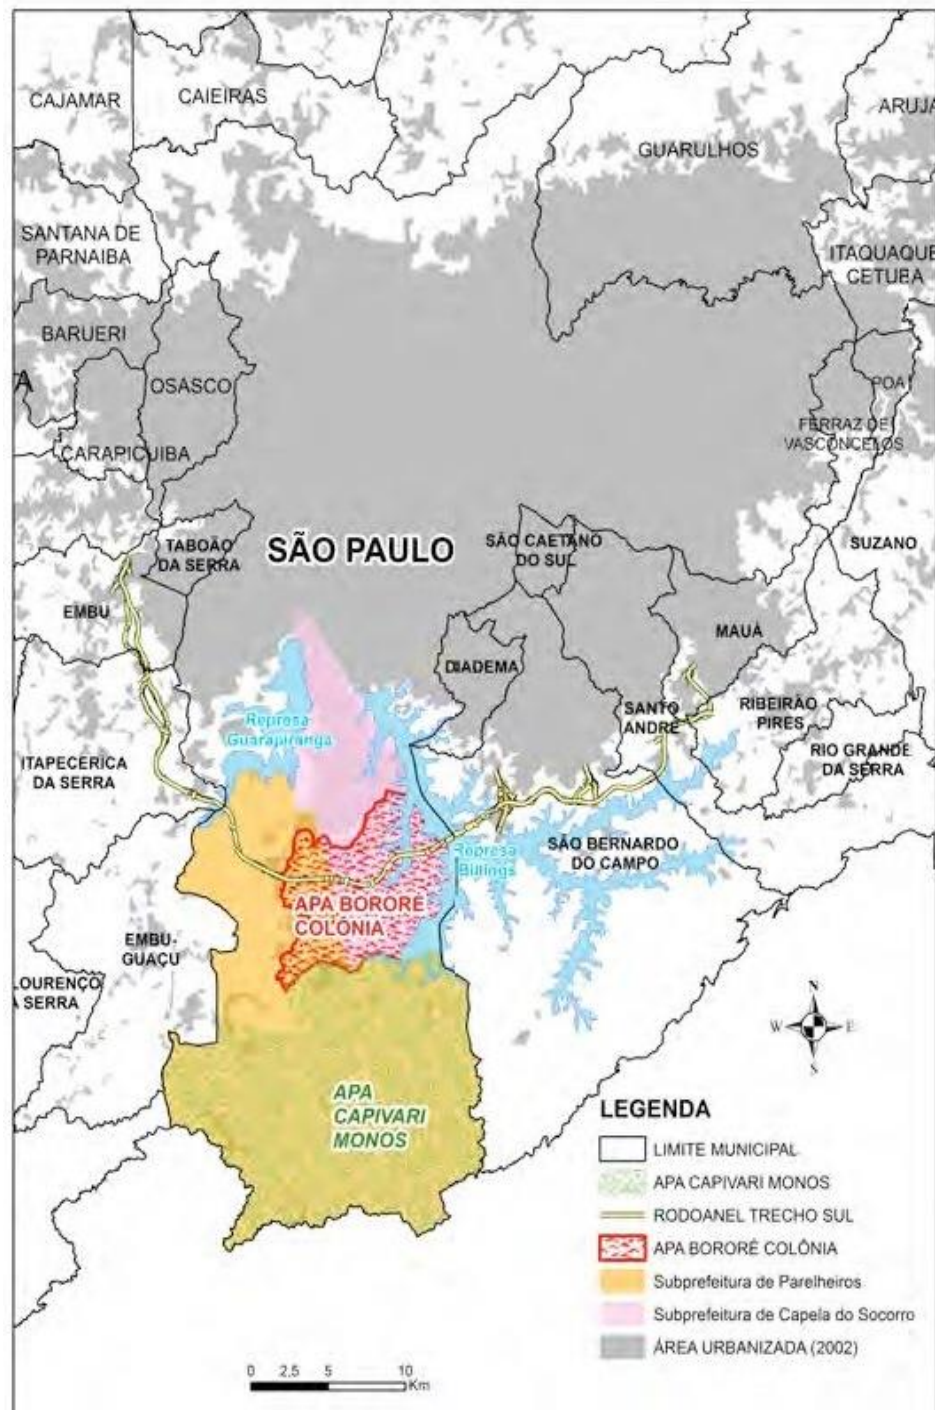 CAJAMAR
CAIEIRAS
GUARULHOS
ARUJA
SANTANA DE
PARNAIBA
ITAQUAQUE
CETUBA
BARUERI
OSASCO
A
POA
FERRAZ DE
VASCONCELOS
CARAPICUIBA
TABOÃO
DA SERRA
SÃO PAULO
SÃO CAETANO
DO SUL
SUZANO
EMBU
MAUÁ
DIADEMA
Represa
Guarapiranga
SANTO
ANDRÉ
RIBEIRÃO
PIRES
RIO GRANDE
DA SERRA
ITAPECERICA
DA SERRA
SÃO BERNARDO
DO CAMPO
Represa
Billings
APA BORORÉ
COLÔNIA
EMBU-
GUAÇU
LOURENÇO
A SERRA
N
W
E
S
APA
CAPIVARI
MONOS
LEGENDA
LIMITE MUNICIPAL
APA CAPIVARI MONOS
RODOANEL TRECHO SUL
APA BORORÉ COLÔNIA
Subprefeitura de Parelheiros
Subprefeitura de Capela do Socorro
ÁREA URBANIZADA (2002)
0 2,5 5 10
Km